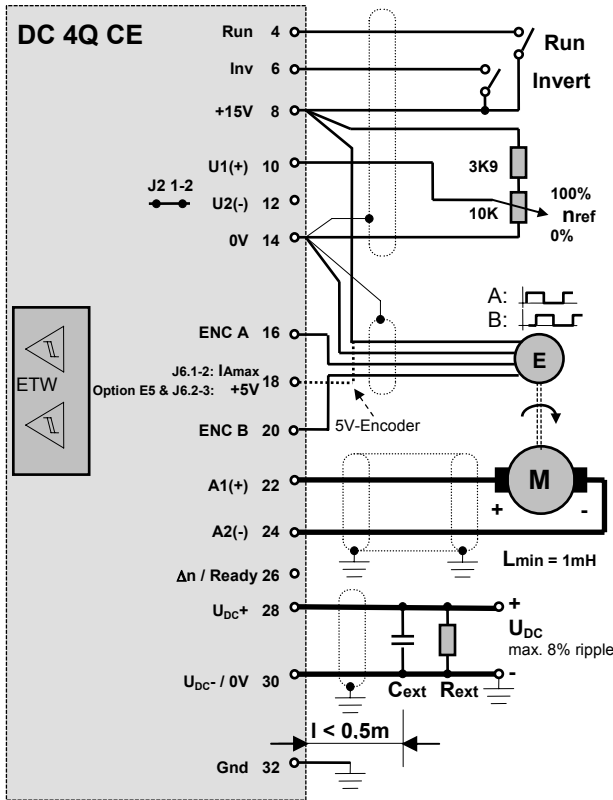 DC 4Q CE
Run 4
Run
Inv 6
Invert
+15V 8
3K9
U1(+) 10
J2 1-2
100%
U2(-) 12
10K
nref
0%
0V 14
A:
B:
ENC A 16
E
J6.1-2: IAmax
ETW
18
Option E5 & J6.2-3: +5V
5V-Encoder
ENC B 20
M
A1(+) 22
+ -
A2(-) 24
Lmin = 1mH
Δn / Ready 26
UDC+ 28
+
UDC
max. 8% ripple
UDC- / 0V 30
-
Cext Rext
l < 0,5m
Gnd 32